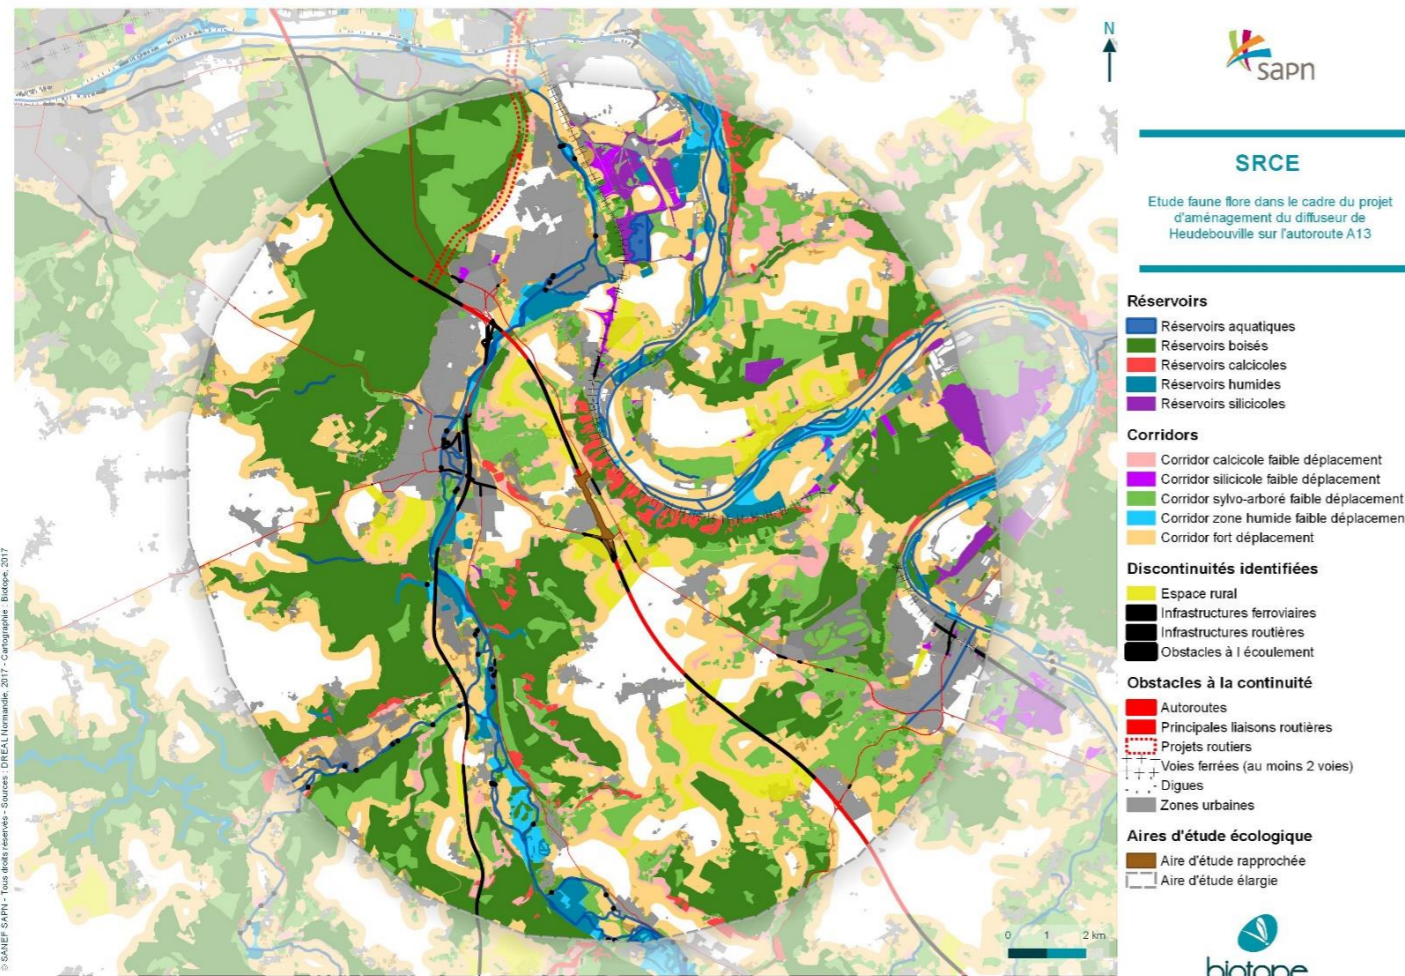 N
sapn
SRCE
Etude faune flore dans le cadre du projet
d'aménagement du diffuseur de
Heudebouville sur l'autoroute A13
Réservoirs
Réservoirs aquatiques
Réservoirs boisés
Réservoirs calcicoles
Réservoirs humides
Réservoirs silicicoles
Corridors
Corridor calcicole faible déplacement
Corridor silicicole faible déplacement
Corridor sylvo-arboré faible déplacement
Corridor zone humide faible déplacemen
Corridor fort déplacement
Discontinuités identifiées
Espace rural
Infrastructures ferroviaires
Infrastructures routières
Obstacles à l écoulement
Obstacles à la continuité
Autoroutes
Principales liaisons routières
Projets routiers
Voies ferrées (au moins 2 voies)
Digues
Zones urbaines
Aires d'étude écologique
Aire d'étude rapprochée
Aire d'étude élargie
0 1 2 km
biotope
© SANEF SAPN - Tous droits réservés - Sources : DREAL Normandie, 2017 - Cartographie : Biotope, 2017